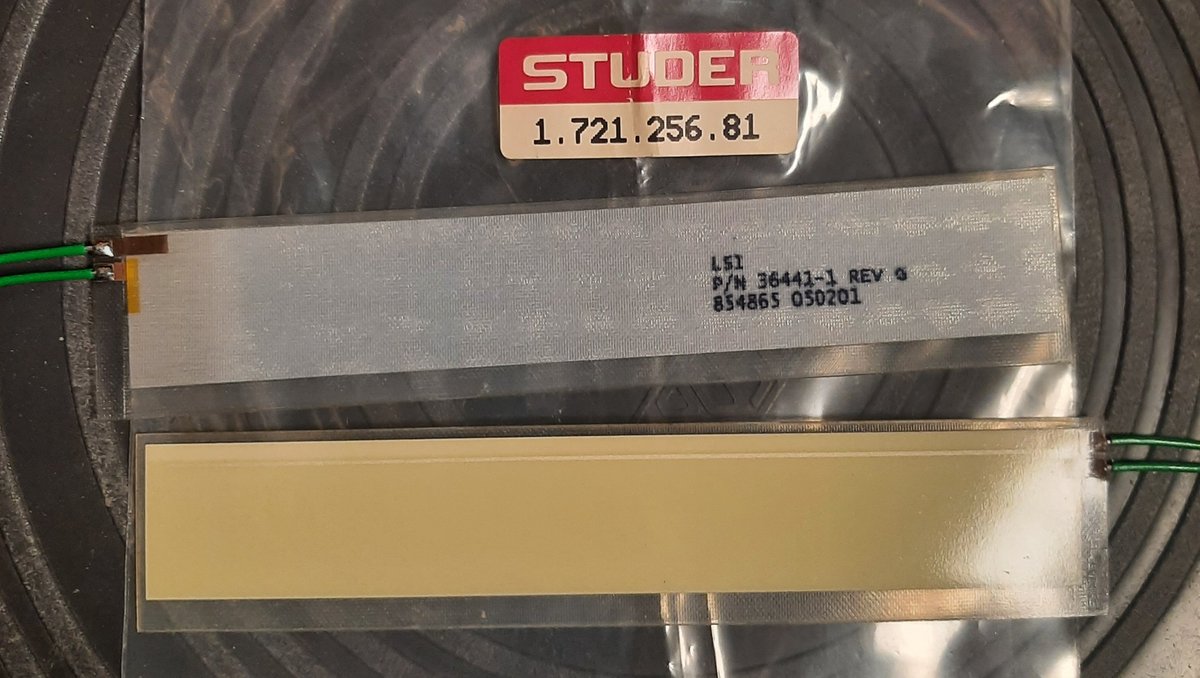 STUDER
1.721.256.81
LSI
P/N 36441-1 REV G
854865 050201